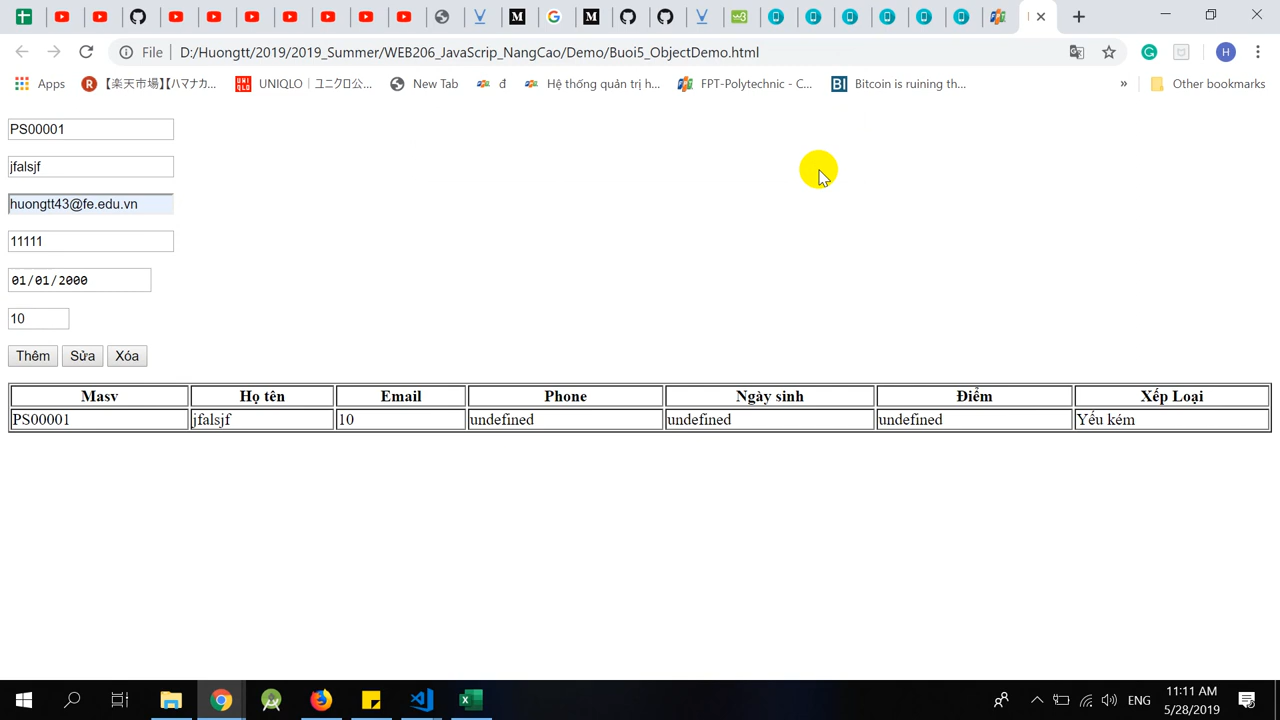 File | D:/Huongtt/2019/2019_Summer/WEB206_JavaScrip_NangCao/Demo/Buoi5_ObjectDemo.html
H
Apps 【楽天市場】【ハマナカ... UNIQLO｜ユニクロ公... New Tab đ Hệ thống quản trị h... FPT-Polytechnic - C... BI Bitcoin is ruining th... » Other bookmarks
PS00001
jfalsjf
huongtt43@fe.edu.vn
11111
01/01/2000
10
Thêm Sửa Xóa
Masv Họ tên Email Phone Ngày sinh Điểm Xếp Loại
PS00001 jfalsjf 10 undefined undefined undefined Yếu kém
ENG
11:11 AM
5/28/2019